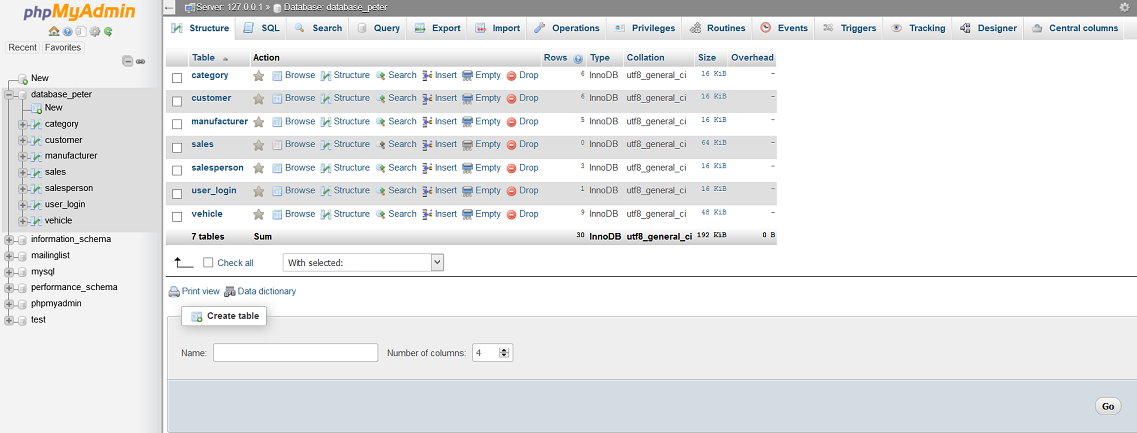 phpMyAdmin
Recent Favorites
New
database_peter
New
category
customer
manufacturer
sales
salesperson
user_login
vehicle
information_schema
mailinglist
mysql
performance_schema
phpmyadmin
test
Server: 127.0.0.1 » Database: database_peter
Structure SQL Search Query Export Import Operations Privileges Routines Events Triggers Tracking Designer Central columns
Table Action Rows Type Collation Size Overhead
category Browse Structure Search Insert Empty Drop 6 InnoDB utf8_general_ci 16 KiB -
customer Browse Structure Search Insert Empty Drop 6 InnoDB utf8_general_ci 16 KiB -
manufacturer Browse Structure Search Insert Empty Drop 5 InnoDB utf8_general_ci 16 KiB -
sales Browse Structure Search Insert Empty Drop 0 InnoDB utf8_general_ci 64 KiB -
salesperson Browse Structure Search Insert Empty Drop 3 InnoDB utf8_general_ci 16 KiB -
user_login Browse Structure Search Insert Empty Drop 1 InnoDB utf8_general_ci 16 KiB -
vehicle Browse Structure Search Insert Empty Drop 9 InnoDB utf8_general_ci 48 KiB -
7 tables Sum 30 InnoDB utf8_general_ci 192 KiB 0 B
Check all With selected:
Print view Data dictionary
Create table
Name: Number of columns: 4
Go